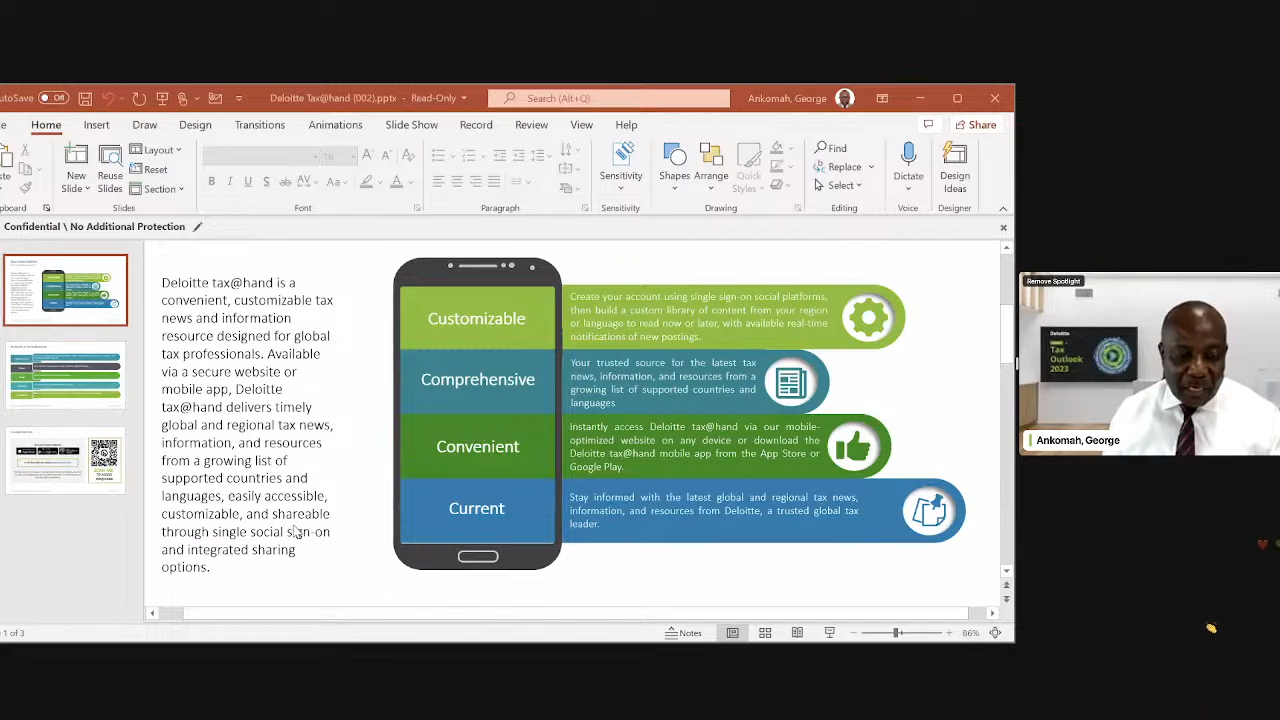 utoSave Off
Deloitte Tax@hand (002).pptx - Read-Only
Search (Alt+Q)
Ankomah, George
Home Insert Draw Design Transitions Animations Slide Show Record Review View Help
Share
New Slide
Reuse Slides
Layout
Reset
Section
16
Sensitivity
Shapes
Arrange
Quick Styles
Find
Replace
Select
Dictate
Design Ideas
pboard
Slides
Font
Paragraph
Sensitivity
Drawing
Editing
Voice
Designer
Confidential \ No Additional Protection
Deloitte tax@hand is a
convenient, customizable tax
news and information
resource designed for global
tax professionals. Available
via a secure website or
mobile app, Deloitte
tax@hand delivers timely
global and regional tax news,
information, and resources
from a growing list of
supported countries and
languages, easily accessible,
customizable, and shareable
through single social sign-on
and integrated sharing
options.
Customizable
Create your account using single sign-on social platforms,
then build a custom library of content from your region
or language to read now or later, with available real-time
notifications of new postings.
Comprehensive
Your trusted source for the latest tax
news, information, and resources from a
growing list of supported countries and
languages
Convenient
Instantly access Deloitte tax@hand via our mobile-
optimized website on any device or download the
Deloitte tax@hand mobile app from the App Store or
Google Play.
Current
Stay informed with the latest global and regional tax news,
information, and resources from Deloitte, a trusted global tax
leader.
Remove Spotlight
Deloitte
Tax
Outlook
2023
Ankomah, George
1 of 3
Notes
86%